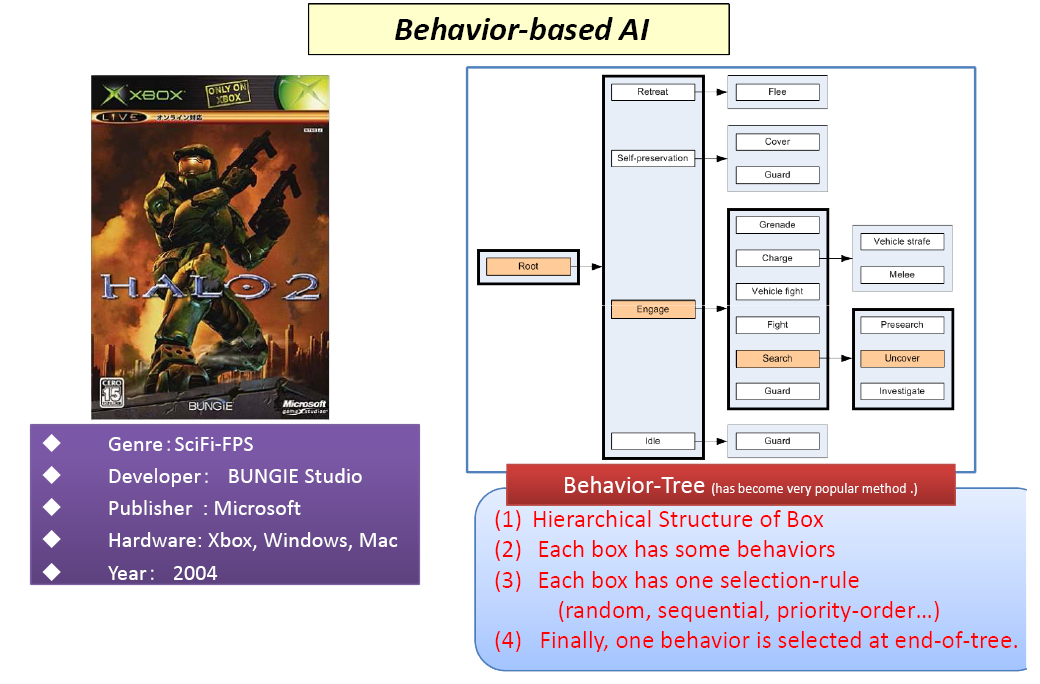 Behavior-based AI
XBOX
ONLY ON
XBOX
LIVE オンライン対応
HALO 2
CERO
15
BUNGiE
Microsoft
game studios
Genre：SciFi-FPS
Developer： BUNGIE Studio
Publisher : Microsoft
Hardware: Xbox, Windows, Mac
Year： 2004
Root
Retreat
Self-preservation
Engage
Idle
Flee
Cover
Guard
Grenade
Charge
Vehicle fight
Fight
Search
Guard
Guard
Vehicle strafe
Melee
Presearch
Uncover
Investigate
Behavior-Tree (has become very popular method .)
(1) Hierarchical Structure of Box
(2) Each box has some behaviors
(3) Each box has one selection-rule
(random, sequential, priority-order…)
(4) Finally, one behavior is selected at end-of-tree.